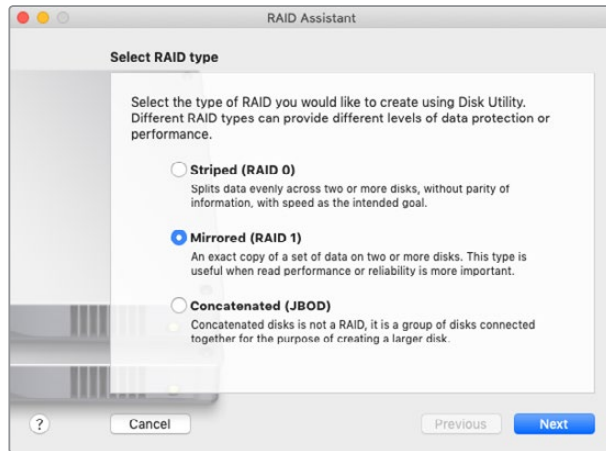 RAID Assistant
Select RAID type
Select the type of RAID you would like to create using Disk Utility.
Different RAID types can provide different levels of data protection or
performance.
Striped (RAID 0)
Splits data evenly across two or more disks, without parity of
information, with speed as the intended goal.
Mirrored (RAID 1)
An exact copy of a set of data on two or more disks. This type is
useful when read performance or reliability is more important.
Concatenated (JBOD)
Concatenated disks is not a RAID, it is a group of disks connected
together for the purpose of creating a larger disk.
?
Cancel
Previous
Next